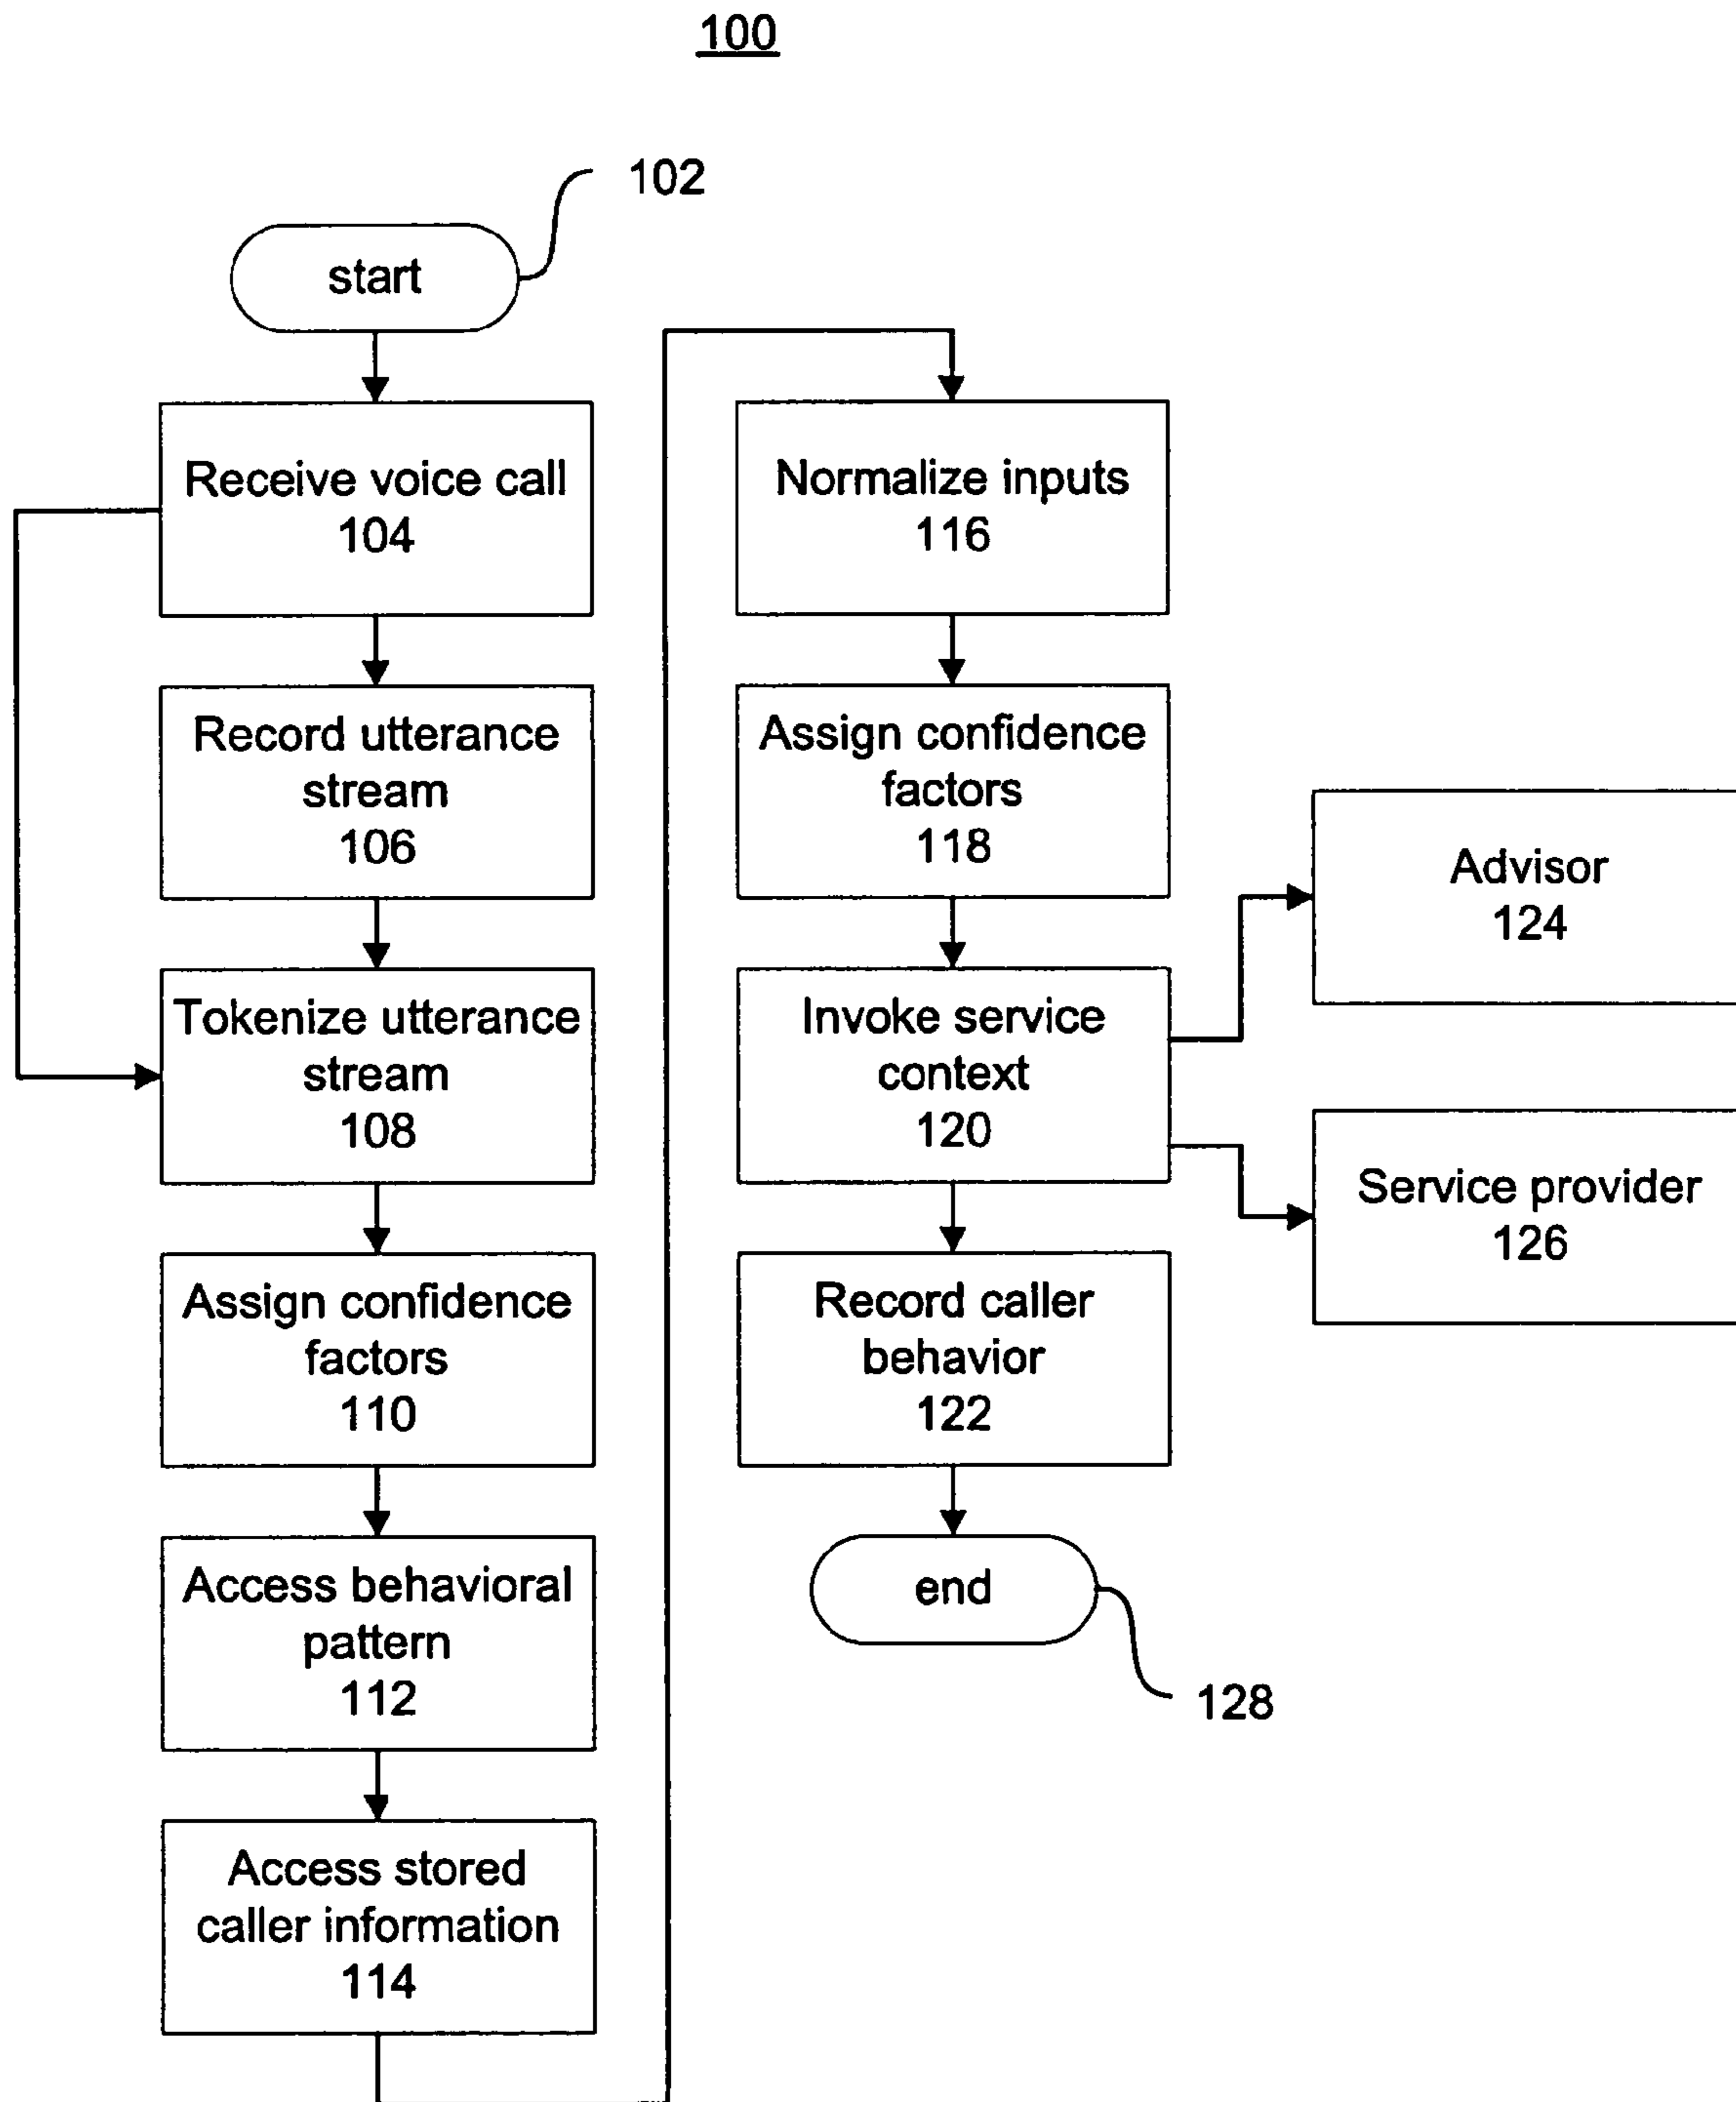 100
102
start
Receive voice call
104
Record utterance
stream
106
Tokenize utterance
stream
108
Assign confidence
factors
110
Access behavioral
pattern
112
Access stored
caller information
114
Normalize inputs
116
Assign confidence
factors
118
Invoke service
context
120
Record caller
behavior
122
end
128
Advisor
124
Service provider
126